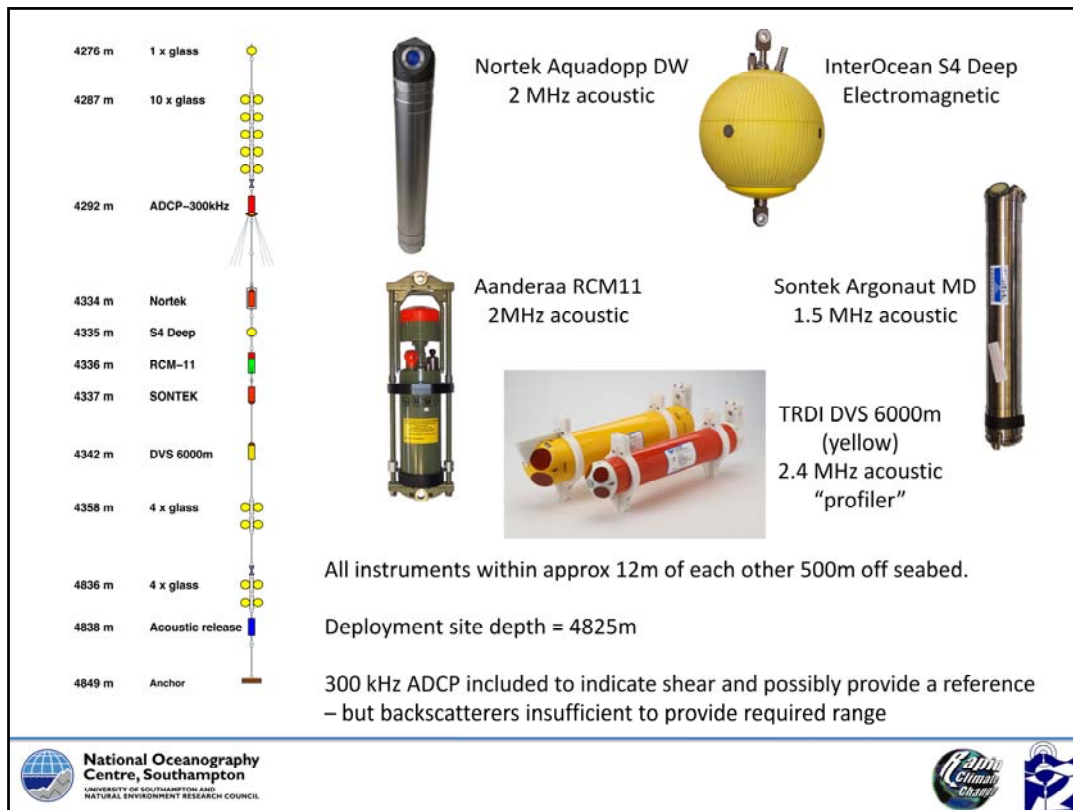 4276 m 1 x glass
4287 m 10 x glass
4292 m ADCP-300kHz
4334 m Nortek
4335 m S4 Deep
4336 m RCM-11
4337 m SONTEK
4342 m DVS 6000m
4358 m 4 x glass
4836 m 4 x glass
4838 m Acoustic release
4849 m Anchor
Nortek Aquadopp DW
2 MHz acoustic
InterOcean S4 Deep
Electromagnetic
Aanderaa RCM11
2MHz acoustic
Sontek Argonaut MD
1.5 MHz acoustic
TRDI DVS 6000m
(yellow)
2.4 MHz acoustic
“profiler”
All instruments within approx 12m of each other 500m off seabed.
Deployment site depth = 4825m
300 kHz ADCP included to indicate shear and possibly provide a reference
– but backscatterers insufficient to provide required range
National Oceanography
Centre, Southampton
UNIVERSITY OF SOUTHAMPTON AND
NATURAL ENVIRONMENT RESEARCH COUNCIL
Rapid
Climate
Change